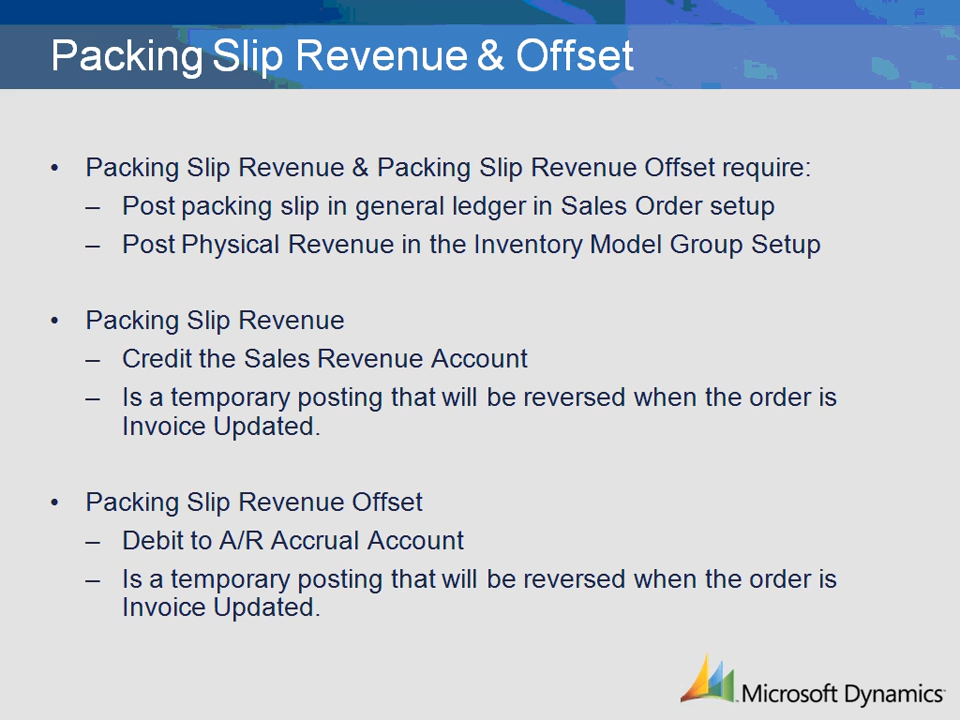 Packing Slip Revenue & Offset
• Packing Slip Revenue & Packing Slip Revenue Offset require:
– Post packing slip in general ledger in Sales Order setup
– Post Physical Revenue in the Inventory Model Group Setup
• Packing Slip Revenue
– Credit the Sales Revenue Account
– Is a temporary posting that will be reversed when the order is
Invoice Updated.
• Packing Slip Revenue Offset
– Debit to A/R Accrual Account
– Is a temporary posting that will be reversed when the order is
Invoice Updated.
Microsoft Dynamics